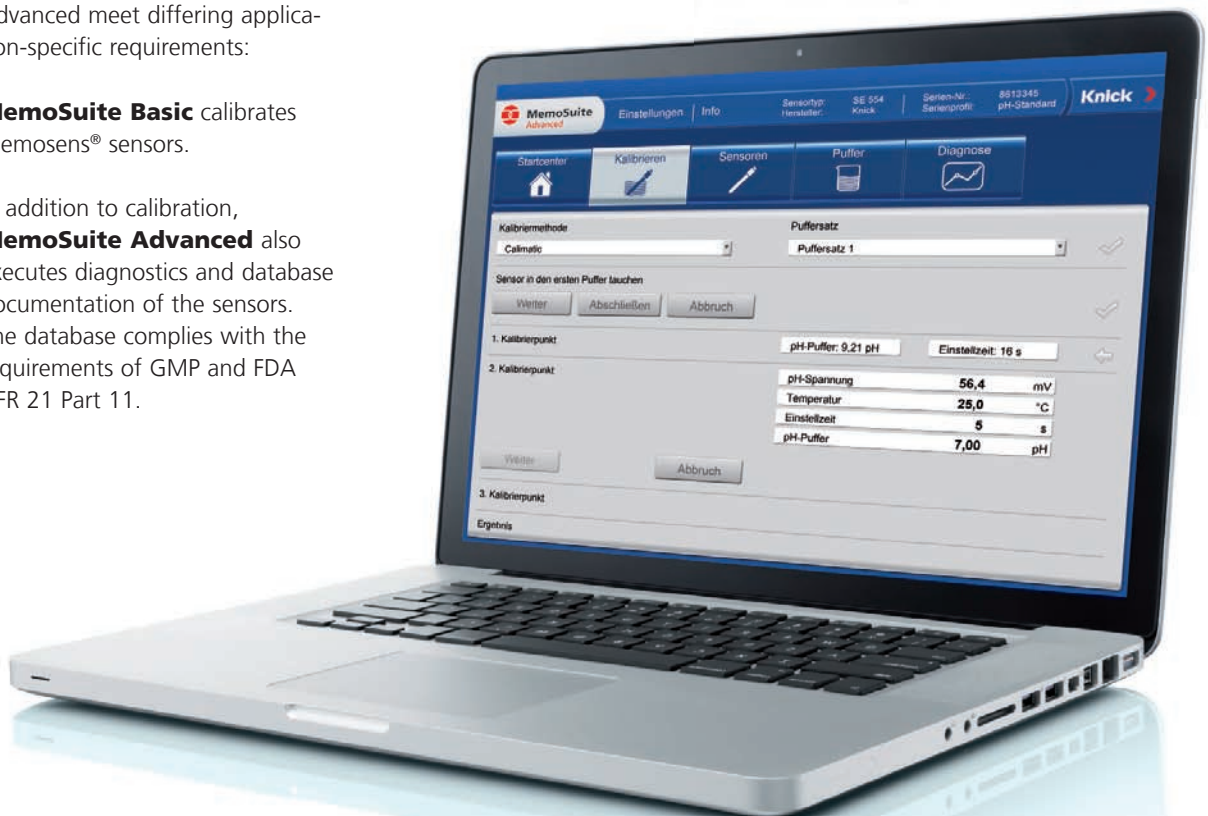 dvanced meet differing applica-
on-specific requirements:
emoSuite Basic calibrates
emosens® sensors.
addition to calibration,
emoSuite Advanced also
xecutes diagnostics and database
ocumentation of the sensors.
he database complies with the
quirements of GMP and FDA
FR 21 Part 11.
MemoSuite Advanced
Einstellungen | Info
Sensortyp: SE 554
Hersteller: Knick
Serien-Nr.: 8613345
Serienprofil: pH-Standard
Knick
Startcenter Kalibrieren Sensoren Puffer Diagnose
Kalibriermethode Puffersatz
Calimatic Puffersatz 1
Sensor in den ersten Puffer tauchen
Weiter Abschließen Abbruch
1. Kalibrierpunkt pH-Puffer: 9,21 pH Einstellzeit: 16 s
2. Kalibrierpunkt
pH-Spannung 56,4 mV
Temperatur 25,0 °C
Einstellzeit 5 s
pH-Puffer 7,00 pH
Weiter Abbruch
3. Kalibrierpunkt
Ergebnis